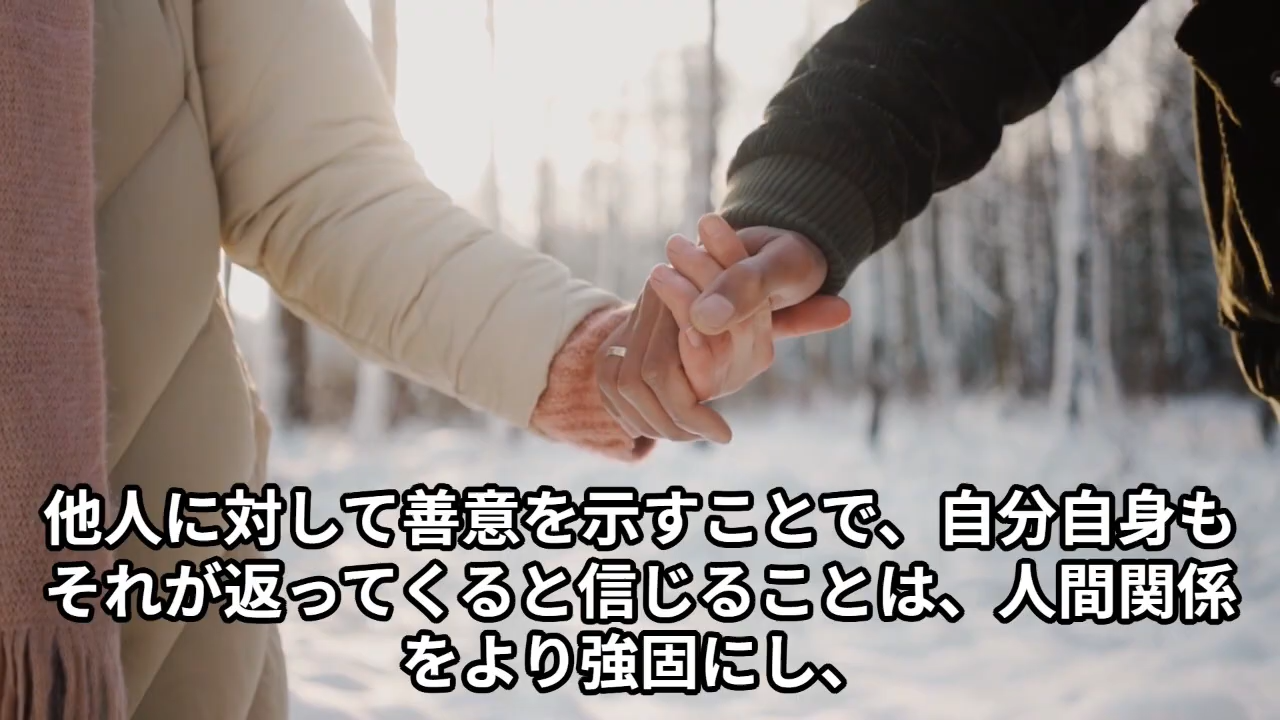 他人に対して善意を示すことで、自分自身も
それが返ってくると信じることは、人間関係
をより強固にし、